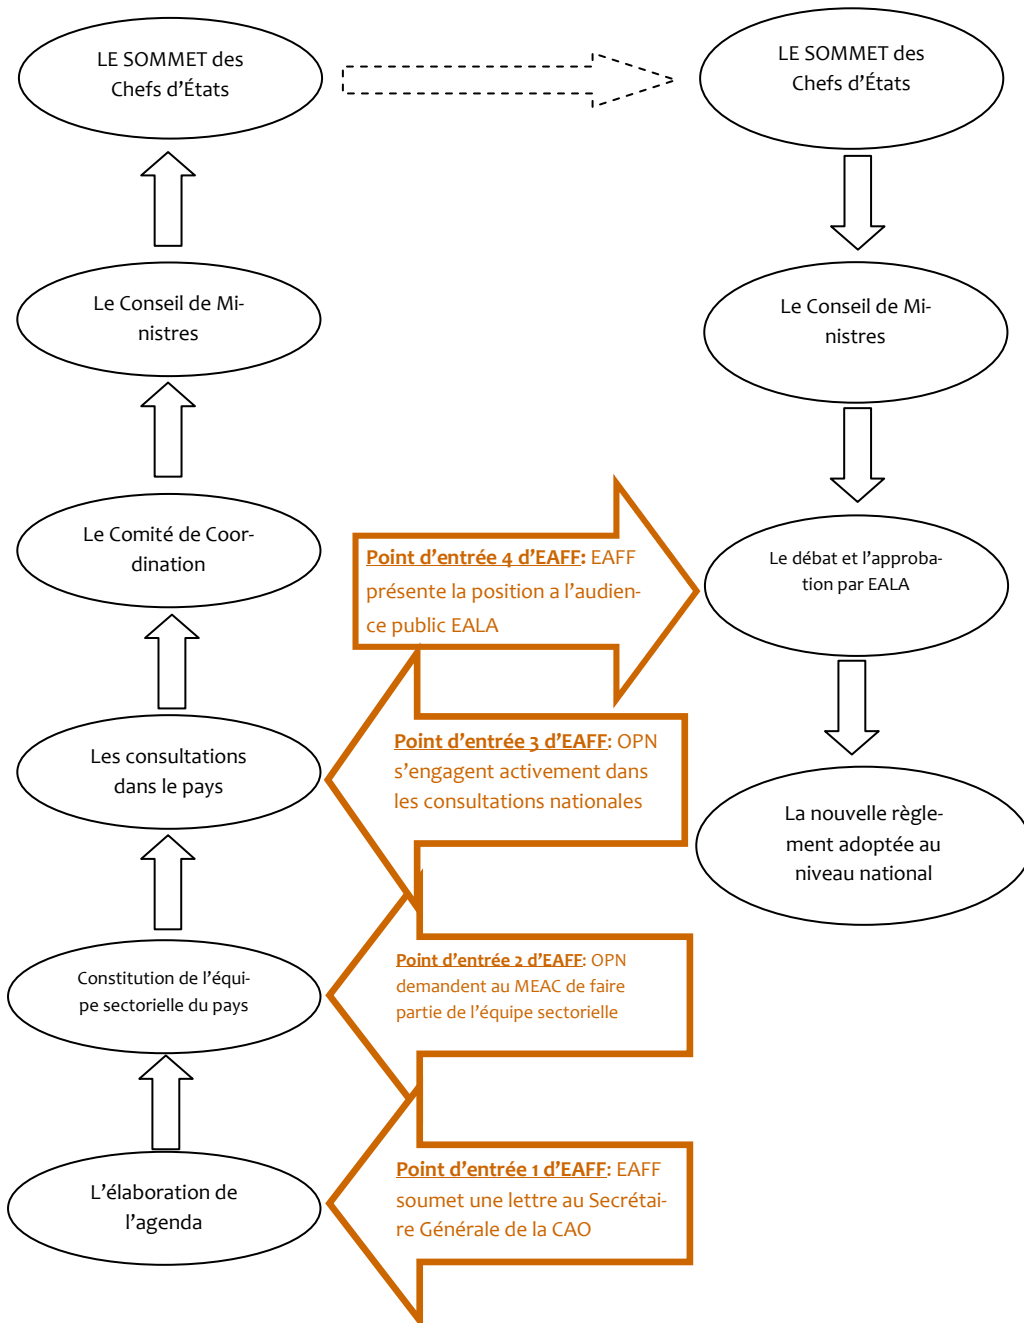 LE SOMMET des
Chefs d'États
LE SOMMET des
Chefs d'États
Le Conseil de Mi-
nistres
Le Conseil de Mi-
nistres
Le Comité de Coor-
dination
Point d'entrée 4 d'EAFF: EAFF
présente la position a l'audien-
ce public EALA
Le débat et l'approba-
tion par EALA
Les consultations
dans le pays
Point d'entrée 3 d'EAFF: OPN
s'engagent activement dans
les consultations nationales
La nouvelle règle-
ment adoptée au
niveau national
Constitution de l'équi-
pe sectorielle du pays
Point d'entrée 2 d'EAFF: OPN
demandent au MEAC de faire
partie de l'équipe sectorielle
L'élaboration de
l'agenda
Point d'entrée 1 d'EAFF: EAFF
soumet une lettre au Secrétai-
re Générale de la CAO